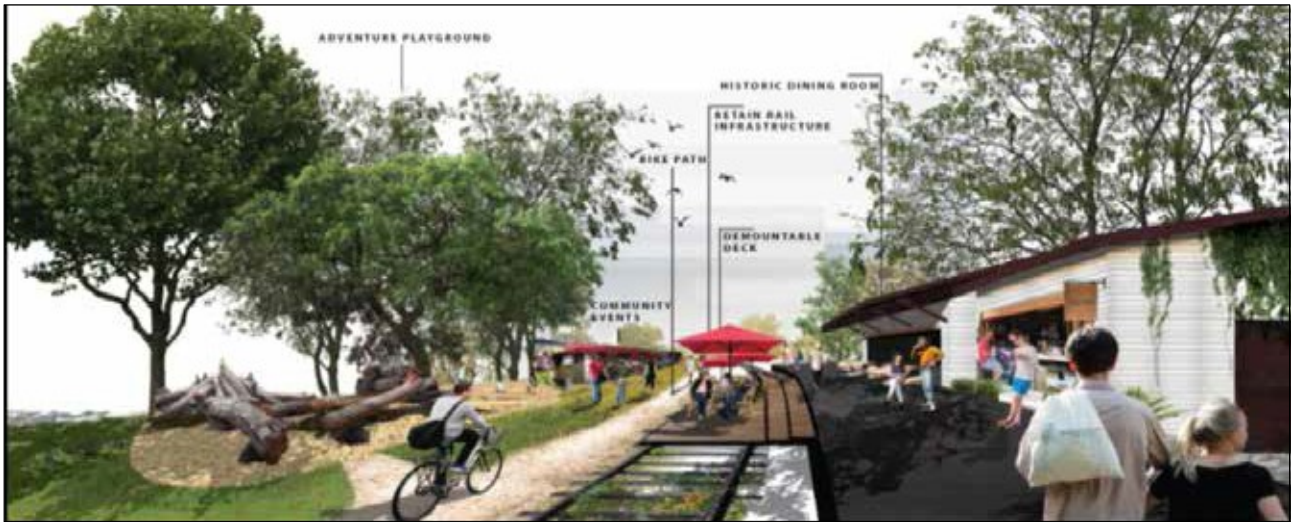 ADVENTURE PLAYGROUND
HISTORIC DINING ROOM
RETAIN RAIL
INFRASTRUCTURE
BIKE PATH
DEMOUNTABLE
DECK
COMMUNITY
EVENTS